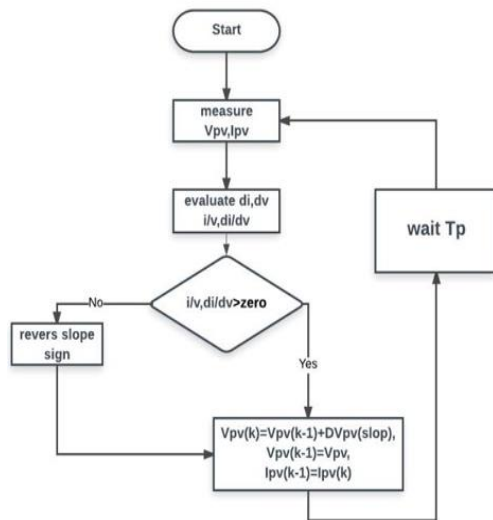 Start
measure
Vpv,Ipv
evaluate di,dv
i/v,di/dv
i/v,di/dv>zero
No
revers slope
sign
Yes
Vpv(k)=Vpv(k-1)+DVpv(slop),
Vpv(k-1)=Vpv,
Ipv(k-1)=Ipv(k)
wait Tp